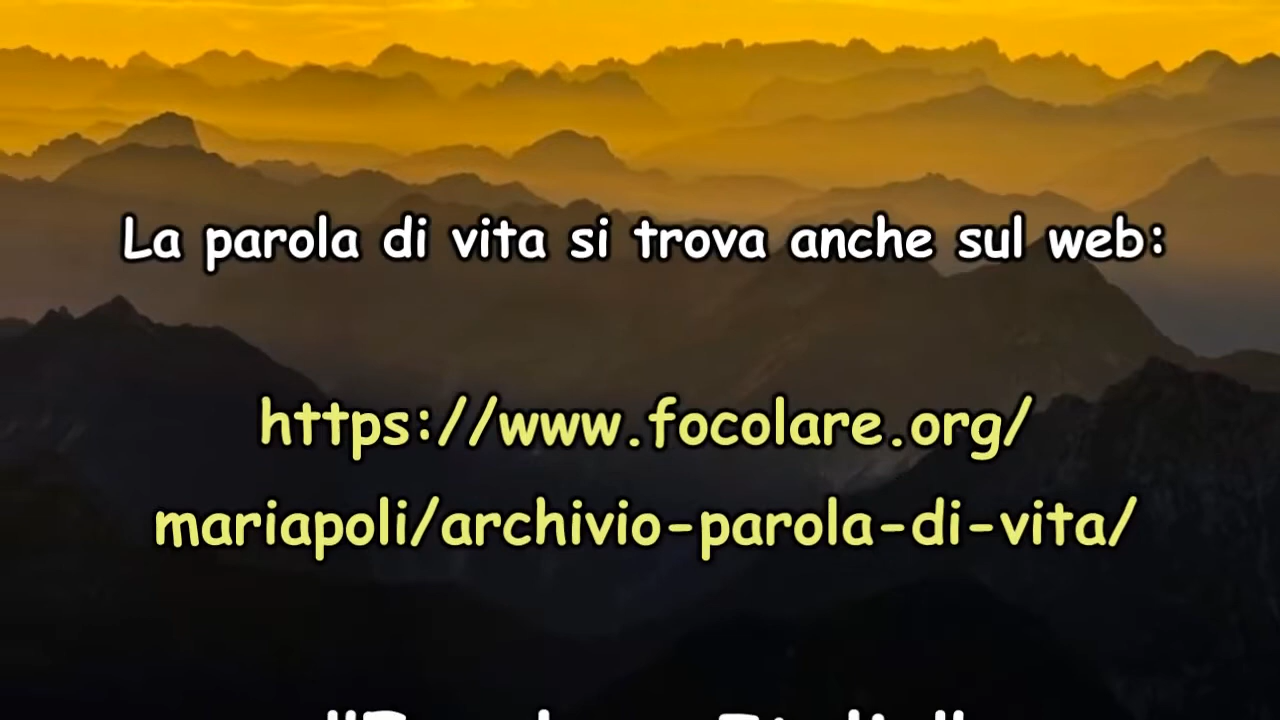 La parola di vita si trova anche sul web:
https://www.focolare.org/
mariapoli/archivio-parola-di-vita/